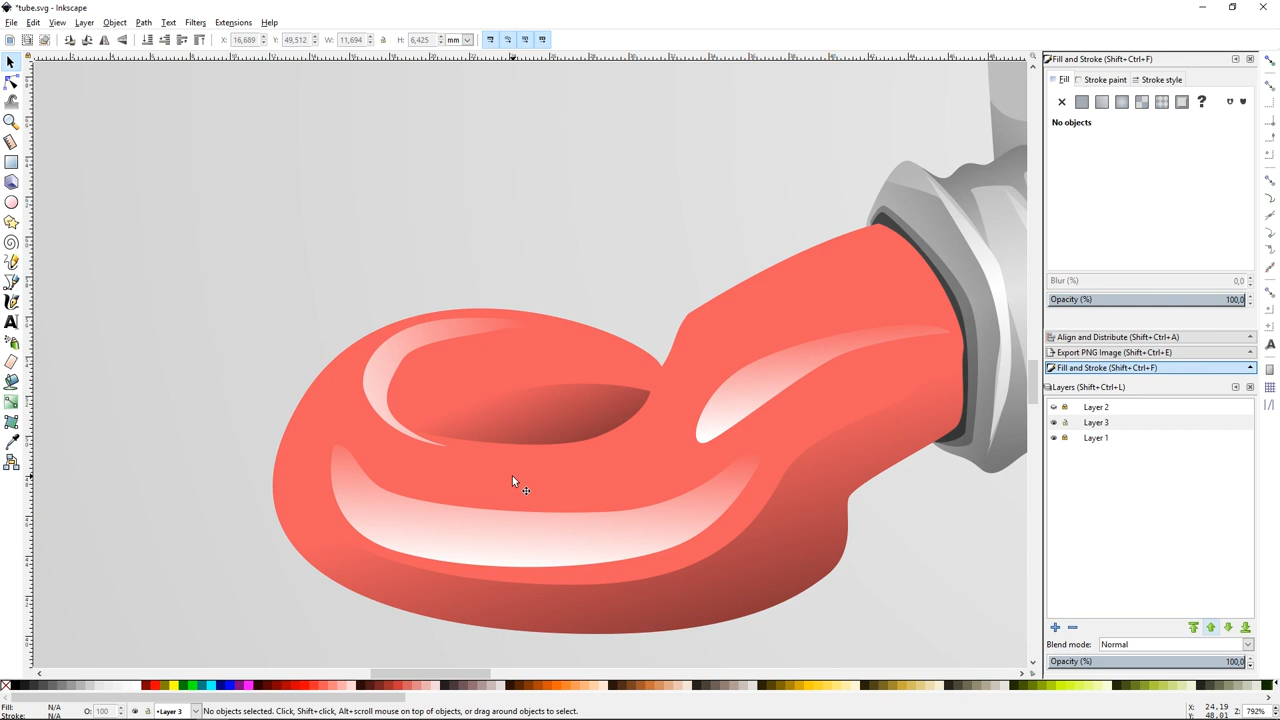 *tube.svg - Inkscape
File Edit View Layer Object Path Text Filters Extensions Help
X: 16,689 Y: 49,512 W: 11,694 H: 6,425 mm
Fill and Stroke (Shift+Ctrl+F)
Fill Stroke paint Stroke style
?
No objects
Blur (%) 0,0
Opacity (%) 100,0
Align and Distribute (Shift+Ctrl+A)
Export PNG Image (Shift+Ctrl+E)
Fill and Stroke (Shift+Ctrl+F)
Layers (Shift+Ctrl+L)
Layer 2
Layer 3
Layer 1
Blend mode: Normal
Opacity (%) 100,0
Fill: N/A
Stroke: N/A
O: 100
•Layer 3
No objects selected. Click, Shift+click, Alt+scroll mouse on top of objects, or drag around objects to select.
X: 24,19
Y: 48,01
Z: 792%